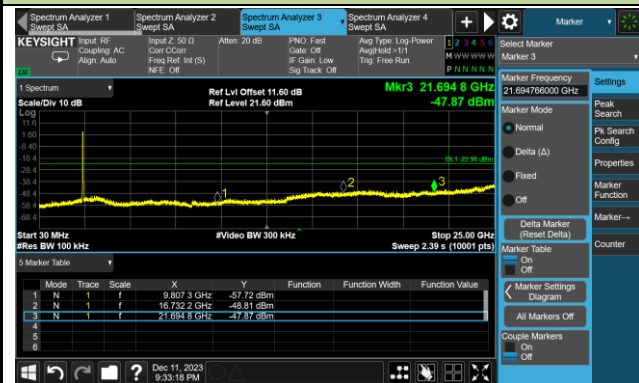 Spectrum Analyzer 1
Swept SA
Spectrum Analyzer 2
Swept SA
Spectrum Analyzer 3
Swept SA
Spectrum Analyzer 4
Swept SA
Marker
KEYSIGHT
Input: RF
Coupling: AC
Align: Auto
Input Z: 50 Ω
Corr CCorr
Freq Ref: Int (S)
NFE: Off
Atten: 20 dB
PNO: Fast
Gate: Off
IF Gain: Low
Sig Track: Off
Avg Type: Log-Power
Avg|Hold:>1/1
Trig: Free Run
1 2 3 4 5 6
M W W W W W
P N N N N N
LVI
Select Marker
Marker 3
1 Spectrum
Scale/Div 10 dB
Log
Ref Lvl Offset 11.60 dB
Ref Level 21.60 dBm
Mkr3 21.694 8 GHz
-47.87 dBm
11.6
1.60
-8.40
-18.4
-28.4
-38.4
-48.4
-58.4
-68.4
DL1 -22.98 dBm
1
2
3
Start 30 MHz
#Res BW 100 kHz
#Video BW 300 kHz
Stop 25.00 GHz
Sweep 2.39 s (10001 pts)
5 Marker Table
Mode Trace Scale X Y Function Function Width Function Value
1 N 1 f 9.807 3 GHz -57.72 dBm
2 N 1 f 16.732 2 GHz -48.81 dBm
3 N 1 f 21.694 8 GHz -47.87 dBm
4
5
6
Marker Frequency
21.694766000 GHz
Marker Mode
Normal
Delta (Δ)
Fixed
Off
Delta Marker
(Reset Delta)
Marker Table
On
Off
Marker Settings
Diagram
All Markers Off
Couple Markers
On
Off
Settings
Peak
Search
Pk Search
Config
Properties
Marker
Function
Marker→
Counter
?
Dec 11, 2023
9:33:18 PM